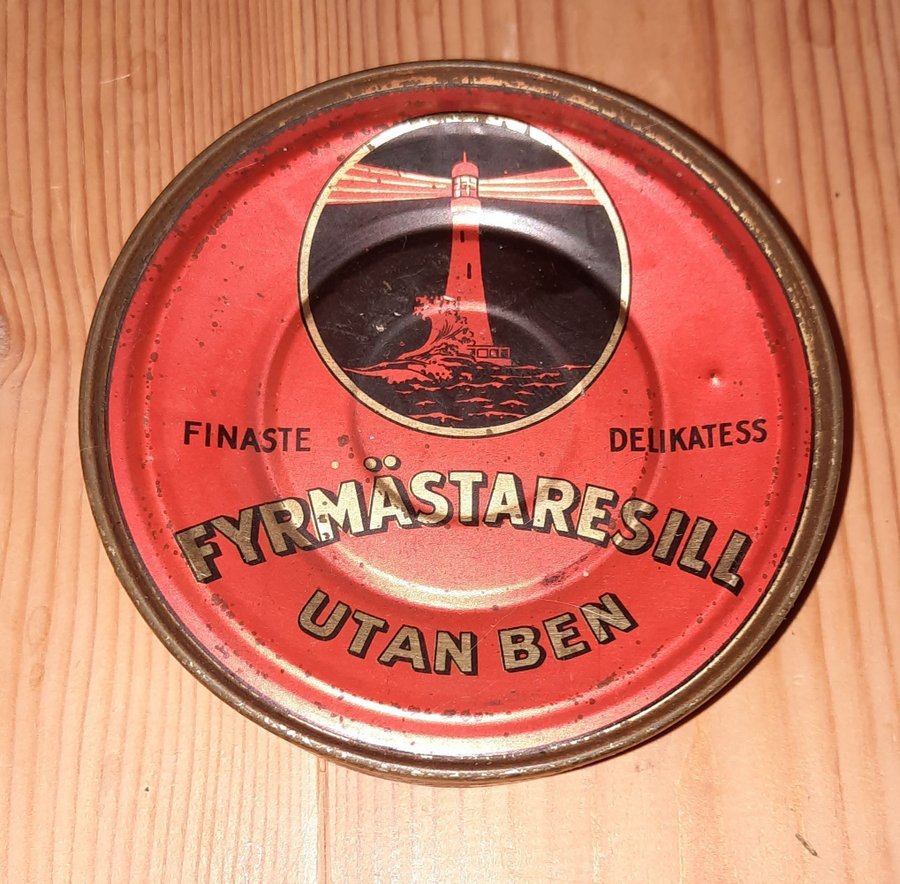 FINASTE DELIKATESS
FYRMÄSTARESILL
UTAN BEN